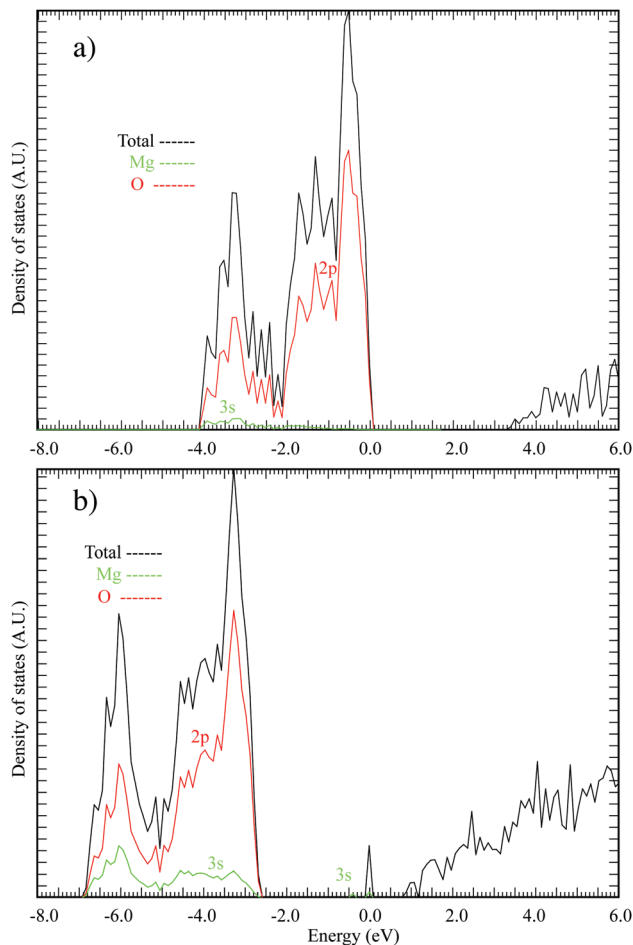 a)
Total ------
Mg ------
O ------
2p
3s
Density of states (A.U.)
-8.0 -6.0 -4.0 -2.0 0.0 2.0 4.0 6.0
b)
Total ------
Mg ------
O -------
2p
3s
3s
Density of states (A.U.)
-8.0 -6.0 -4.0 -2.0 0.0 2.0 4.0 6.0
Energy (eV)